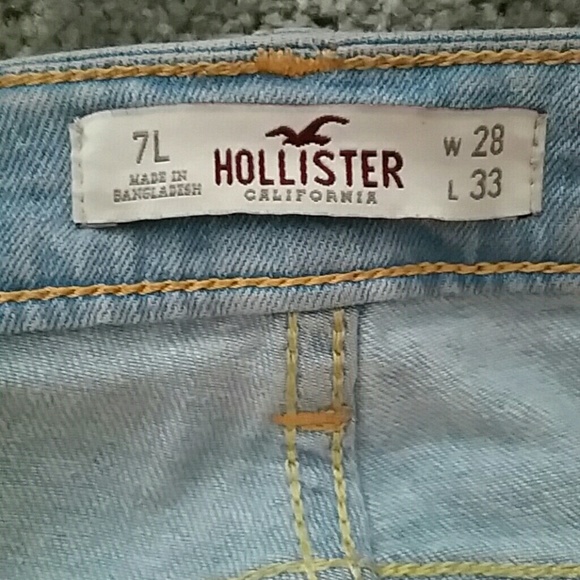 7L
MADE IN
BANGLADESH
HOLLISTER
CALIFORNIA
W 28
L 33